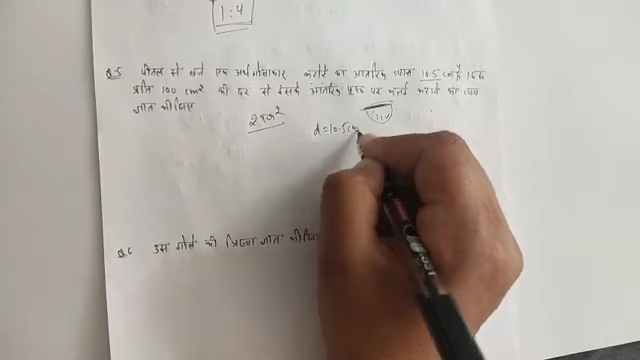 1:4
Q.5 पीतल से बने एक अर्धगोलाकार कटोरे का आंतरिक व्यास 10.5 cm है 16रू
प्रति 100 cm² की दर से इसके आंतरिक पृष्ठ पर कलई कराने का व्यय
ज्ञात कीजिए
2πr²
d=10.5cm
Q.6 उस गोले की त्रिज्या ज्ञात कीजिए